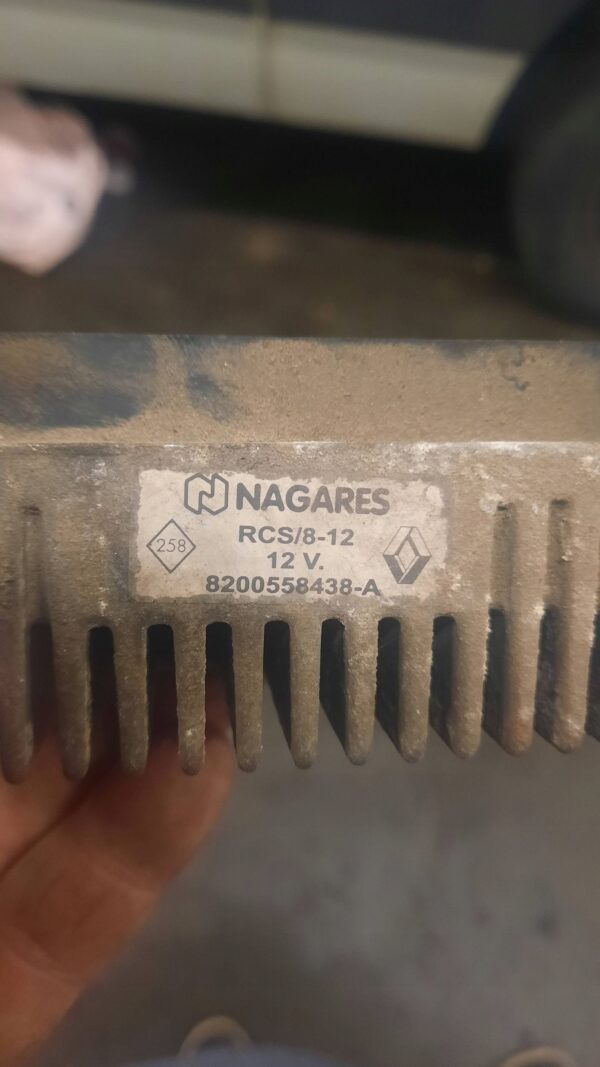 NAGARES
258
RCS/8-12
12 V.
8200558438-A